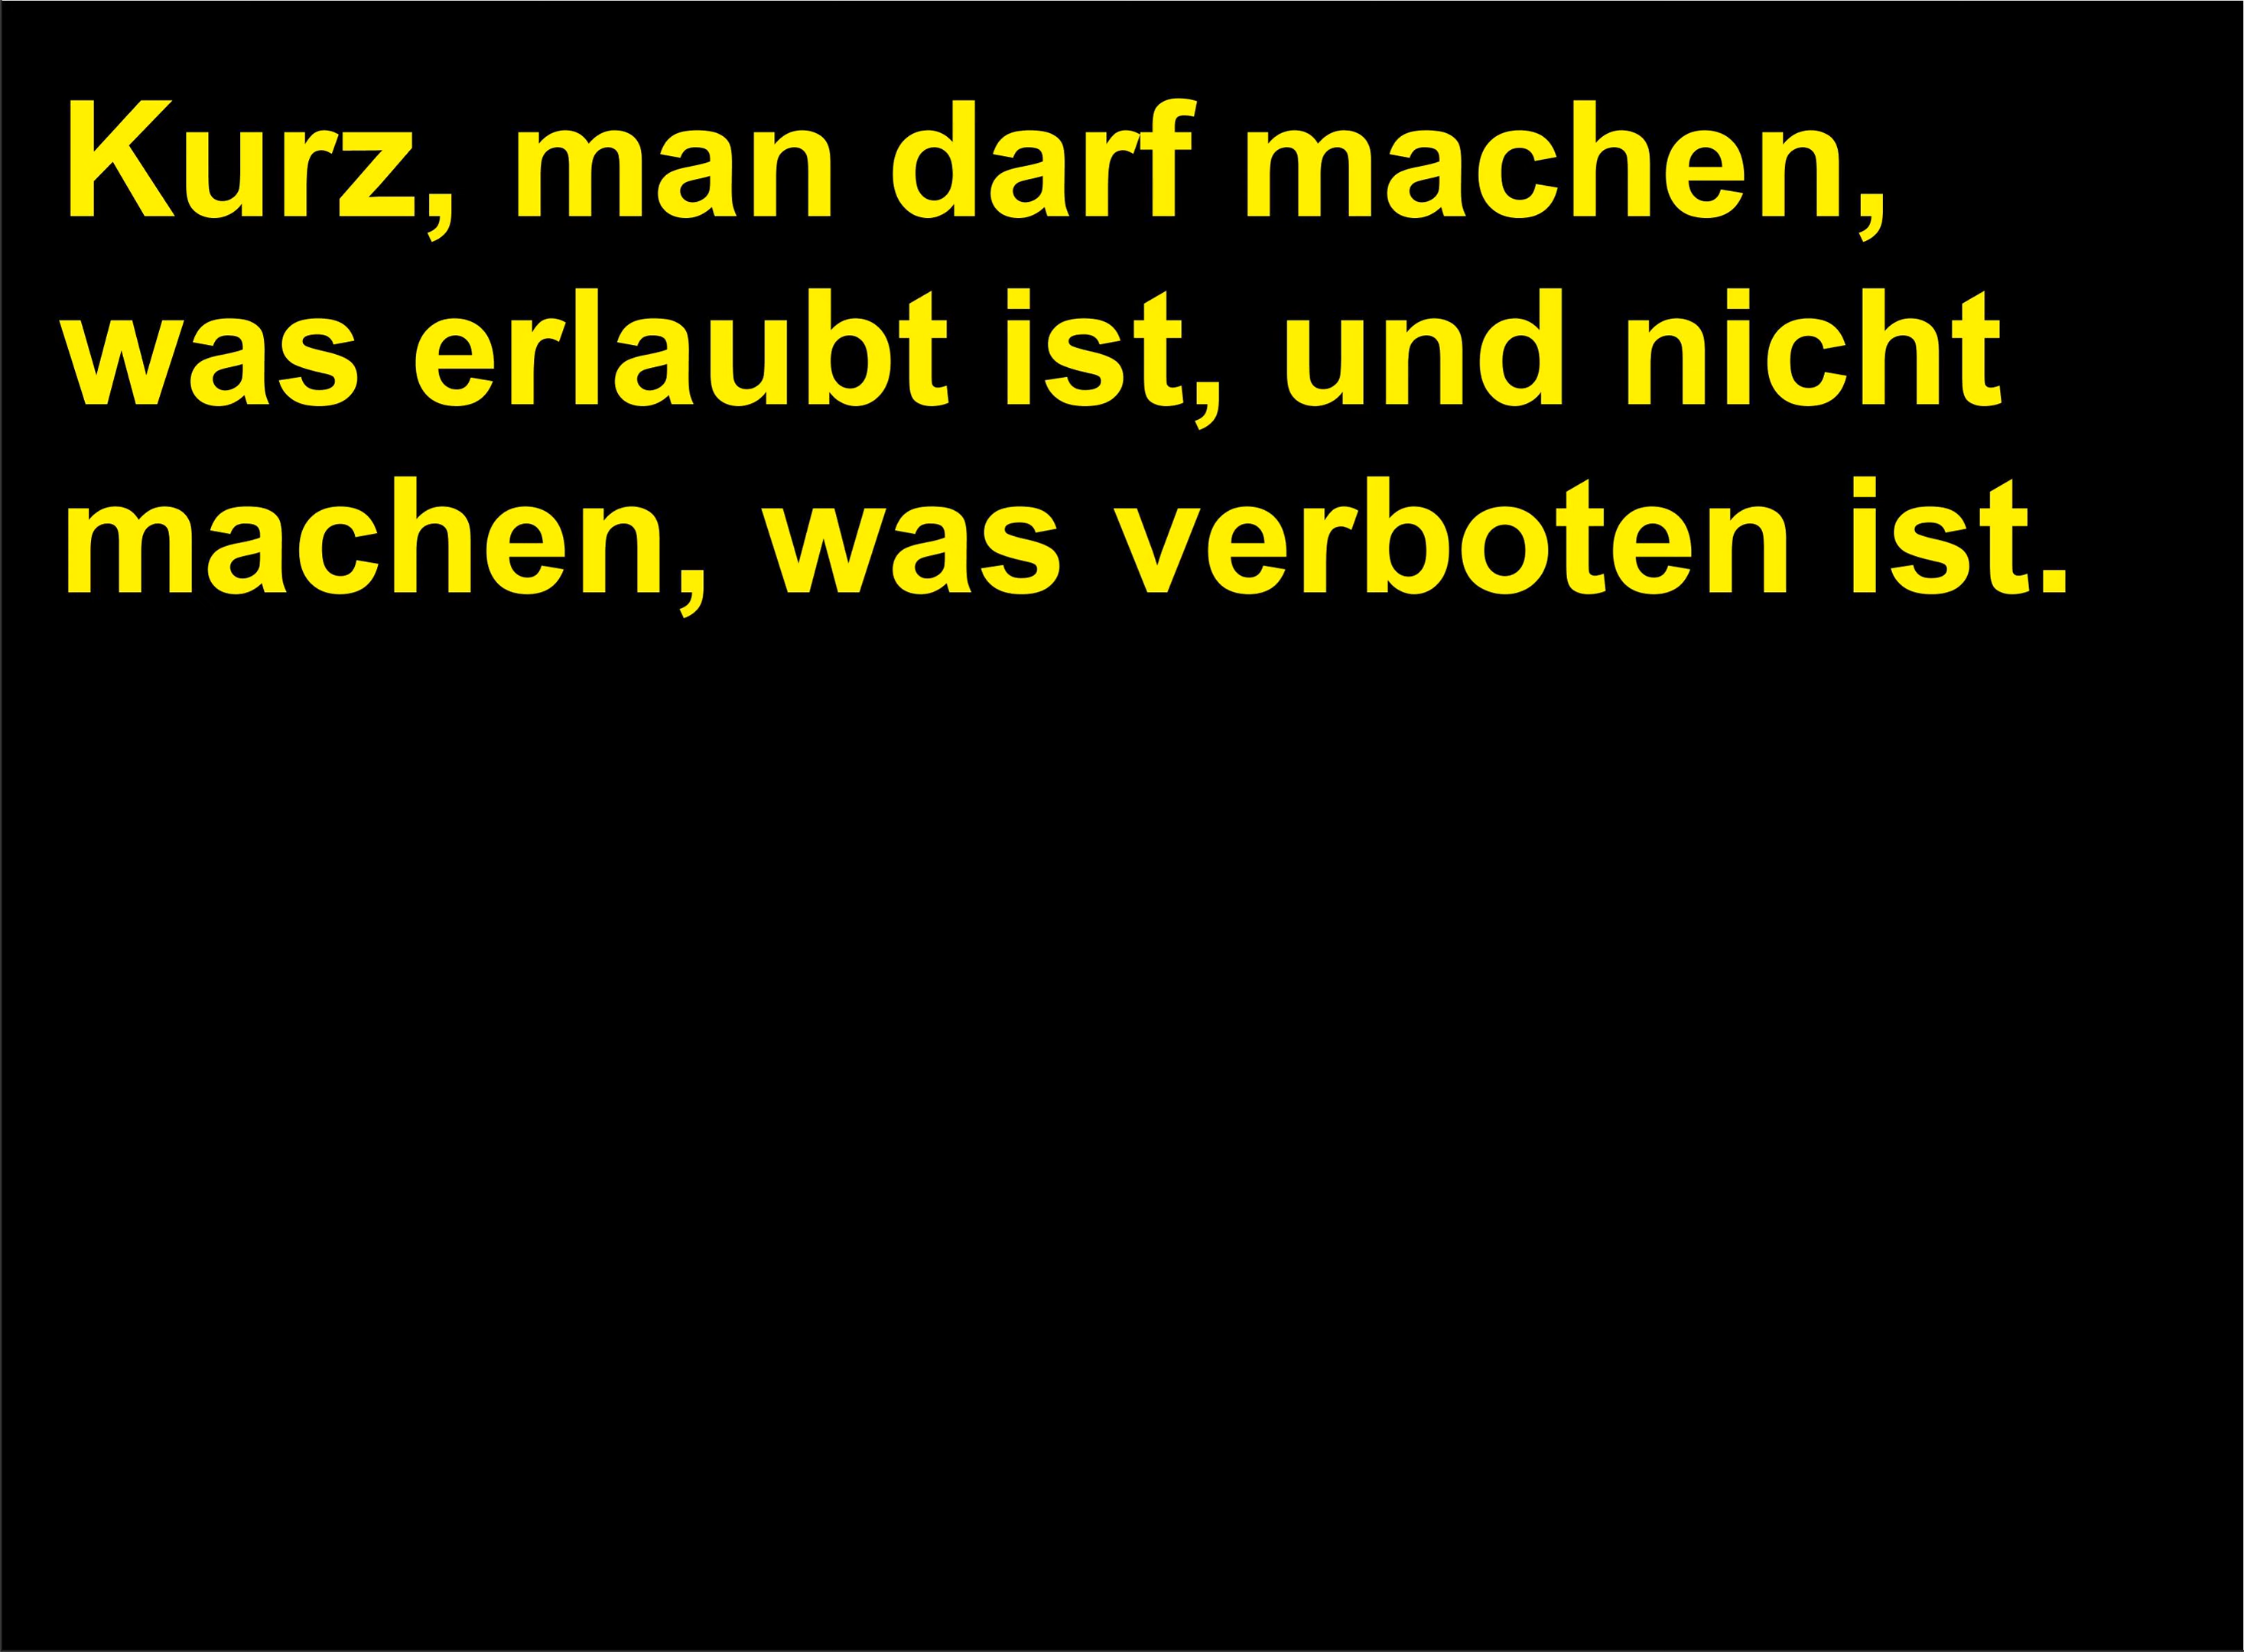 Kurz, man darf machen,
was erlaubt ist, und nicht
machen, was verboten ist.